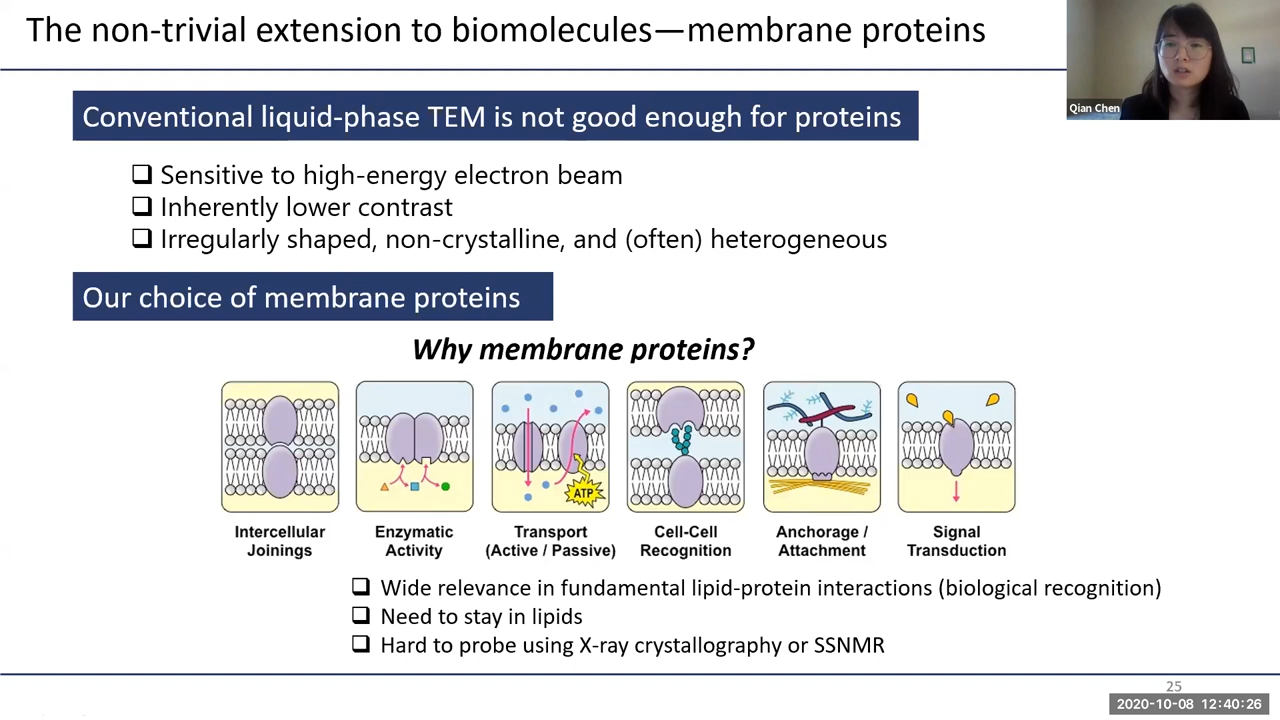 The non-trivial extension to biomolecules—membrane proteins
Qian Chen
Conventional liquid-phase TEM is not good enough for proteins
❑ Sensitive to high-energy electron beam
❑ Inherently lower contrast
❑ Irregularly shaped, non-crystalline, and (often) heterogeneous
Our choice of membrane proteins
Why membrane proteins?
ATP
Intercellular
Joinings
Enzymatic
Activity
Transport
(Active / Passive)
Cell-Cell
Recognition
Anchorage /
Attachment
Signal
Transduction
❑ Wide relevance in fundamental lipid-protein interactions (biological recognition)
❑ Need to stay in lipids
❑ Hard to probe using X-ray crystallography or SSNMR
25
2020-10-08 12:40:26